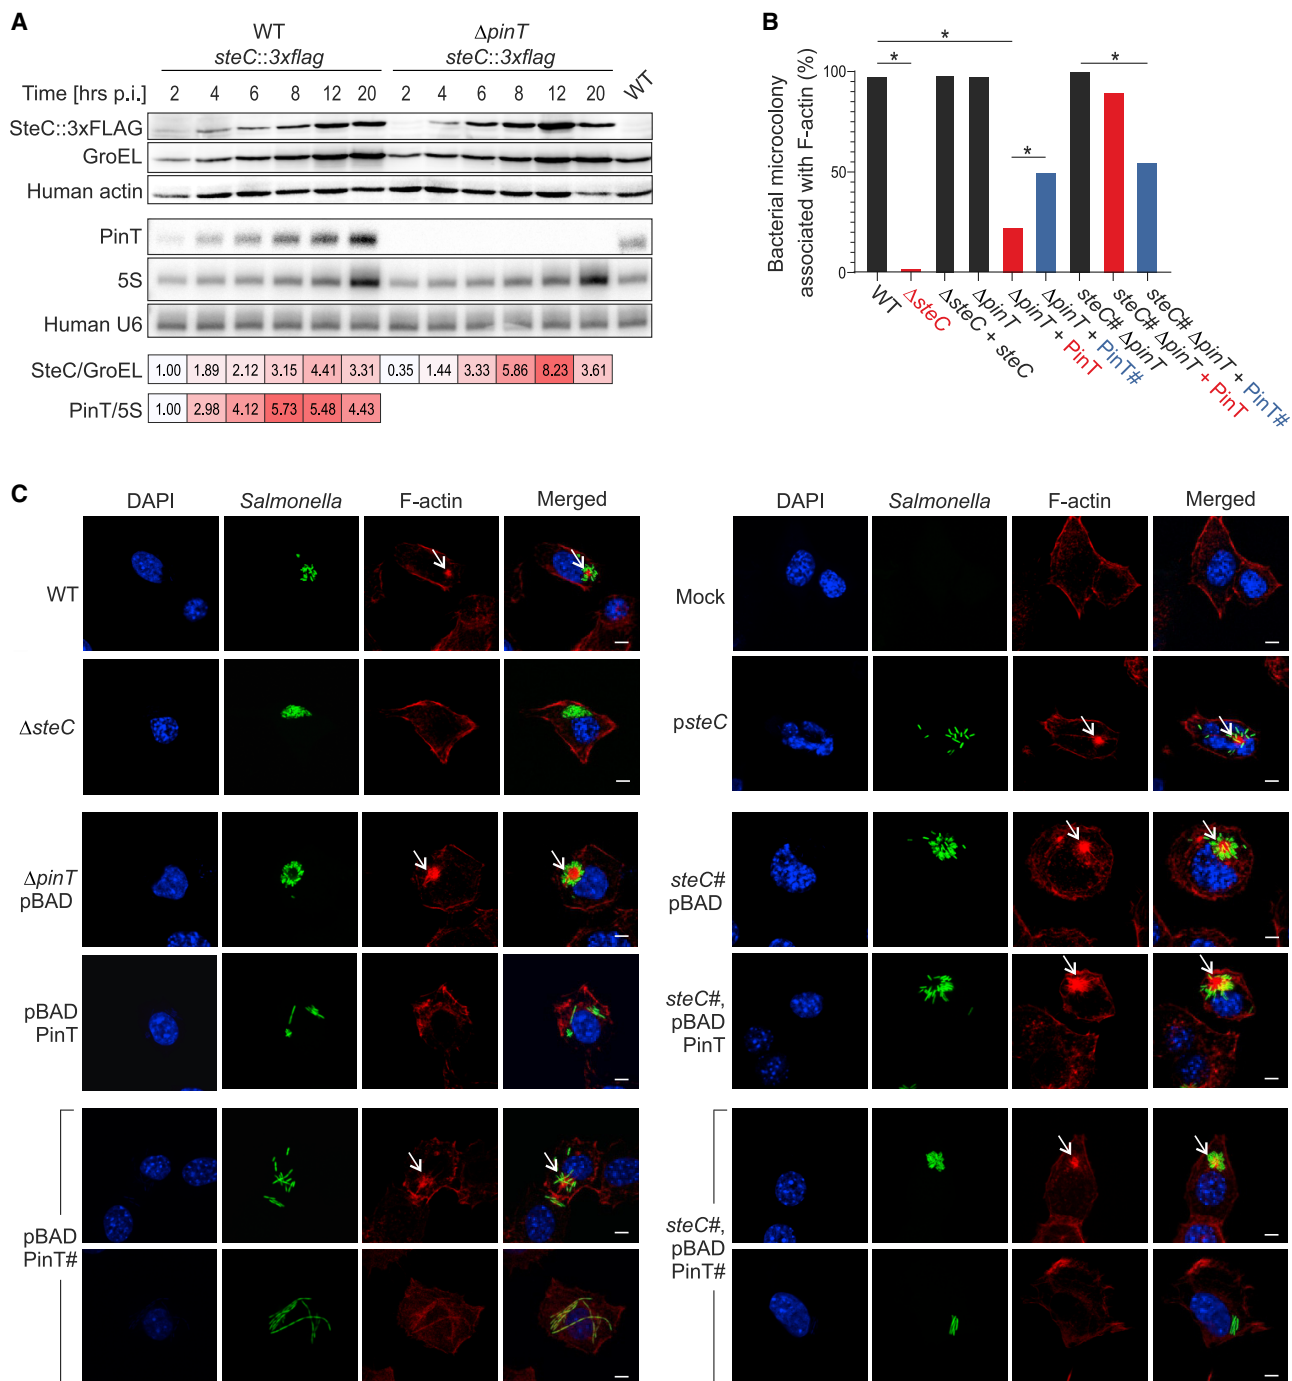 A
WT
steC::3xflag
ΔpinT
steC::3xflag
WT
Time [hrs p.i.] 2 4 6 8 12 20 2 4 6 8 12 20
SteC::3xFLAG
GroEL
Human actin
PinT
5S
Human U6
SteC/GroEL 1.00 1.89 2.12 3.15 4.41 3.31 0.35 1.44 3.33 5.86 8.23 3.61
PinT/5S 1.00 2.98 4.12 5.73 5.48 4.43
B
Bacterial microcolony
associated with F-actin (%)
100
50
0
* * * *
WT
ΔsteC
ΔsteC + steC
ΔpinT
ΔpinT + PinT
ΔpinT + PinT#
steC# ΔpinT
steC# ΔpinT + PinT
steC# ΔpinT + PinT#
C
DAPI Salmonella F-actin Merged
WT
ΔsteC
ΔpinT
pBAD
pBAD
PinT
pBAD
PinT#
DAPI Salmonella F-actin Merged
Mock
psteC
steC#
pBAD
steC#,
pBAD
PinT
steC#,
pBAD
PinT#